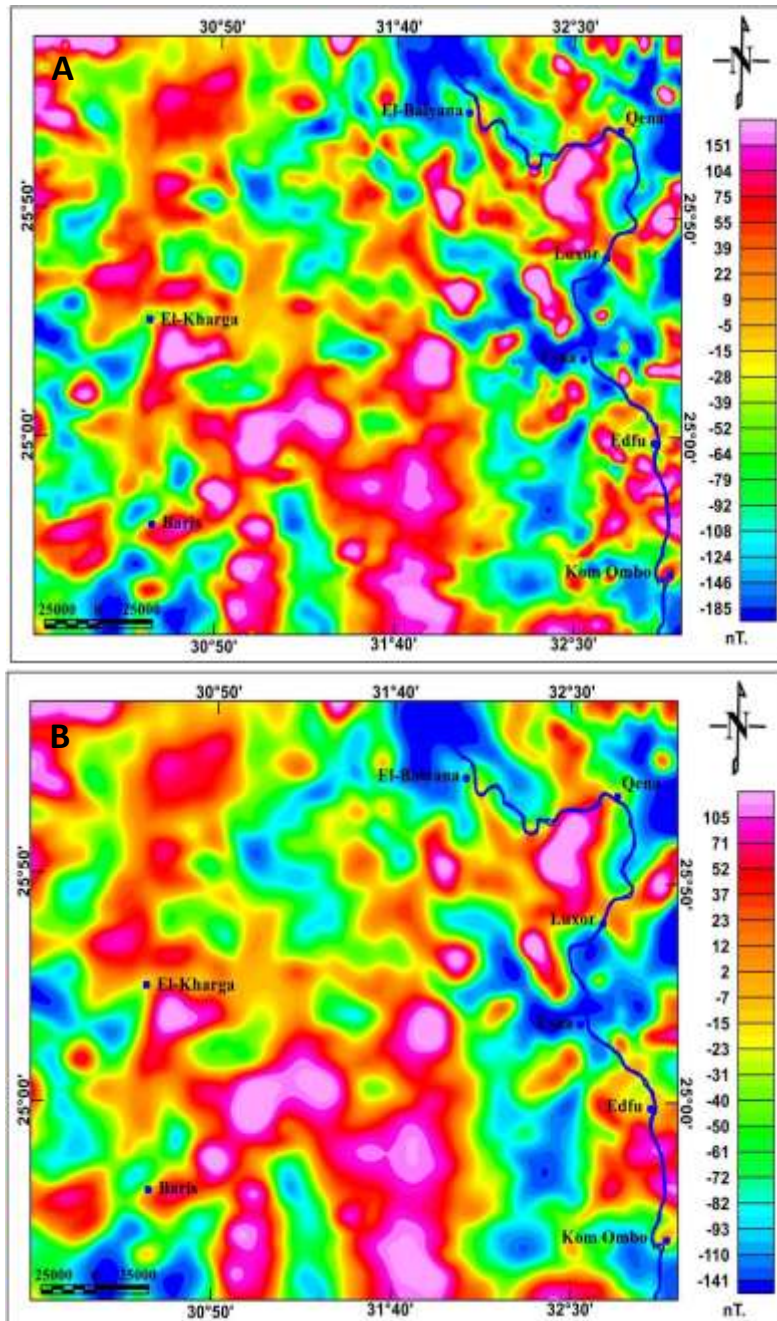 30°50' 31°40' 32°30'
A
N
El-Balyana
Qena
25°50' 25°50'
Luxor
El-Kharga
Esna
25°00' 25°00'
Edfu
Baris
Kom Ombo
25000 0 25000
30°50' 31°40' 32°30'
151
104
75
55
39
22
9
-5
-15
-28
-39
-52
-64
-79
-92
-108
-124
-146
-185
nT.
30°50' 31°40' 32°30'
B
N
El-Balyana
Qena
25°50' 25°50'
Luxor
El-Kharga
Esna
25°00' 25°00'
Edfu
Baris
Kom Ombo
25000 25000
30°50' 31°40' 32°30'
105
71
52
37
23
12
2
-7
-15
-23
-31
-41
-50
-61
-72
-82
-93
-110
-141
nT.